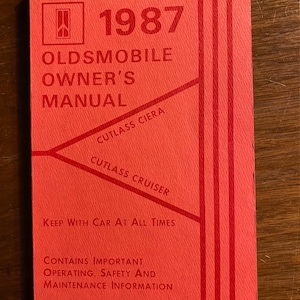 1987
OLDSMOBILE
OWNER'S
MANUAL
CUTLASS CIERA
CUTLASS CRUISER
KEEP WITH CAR AT ALL TIMES
CONTAINS IMPORTANT
OPERATING, SAFETY AND
MAINTENANCE INFORMATION